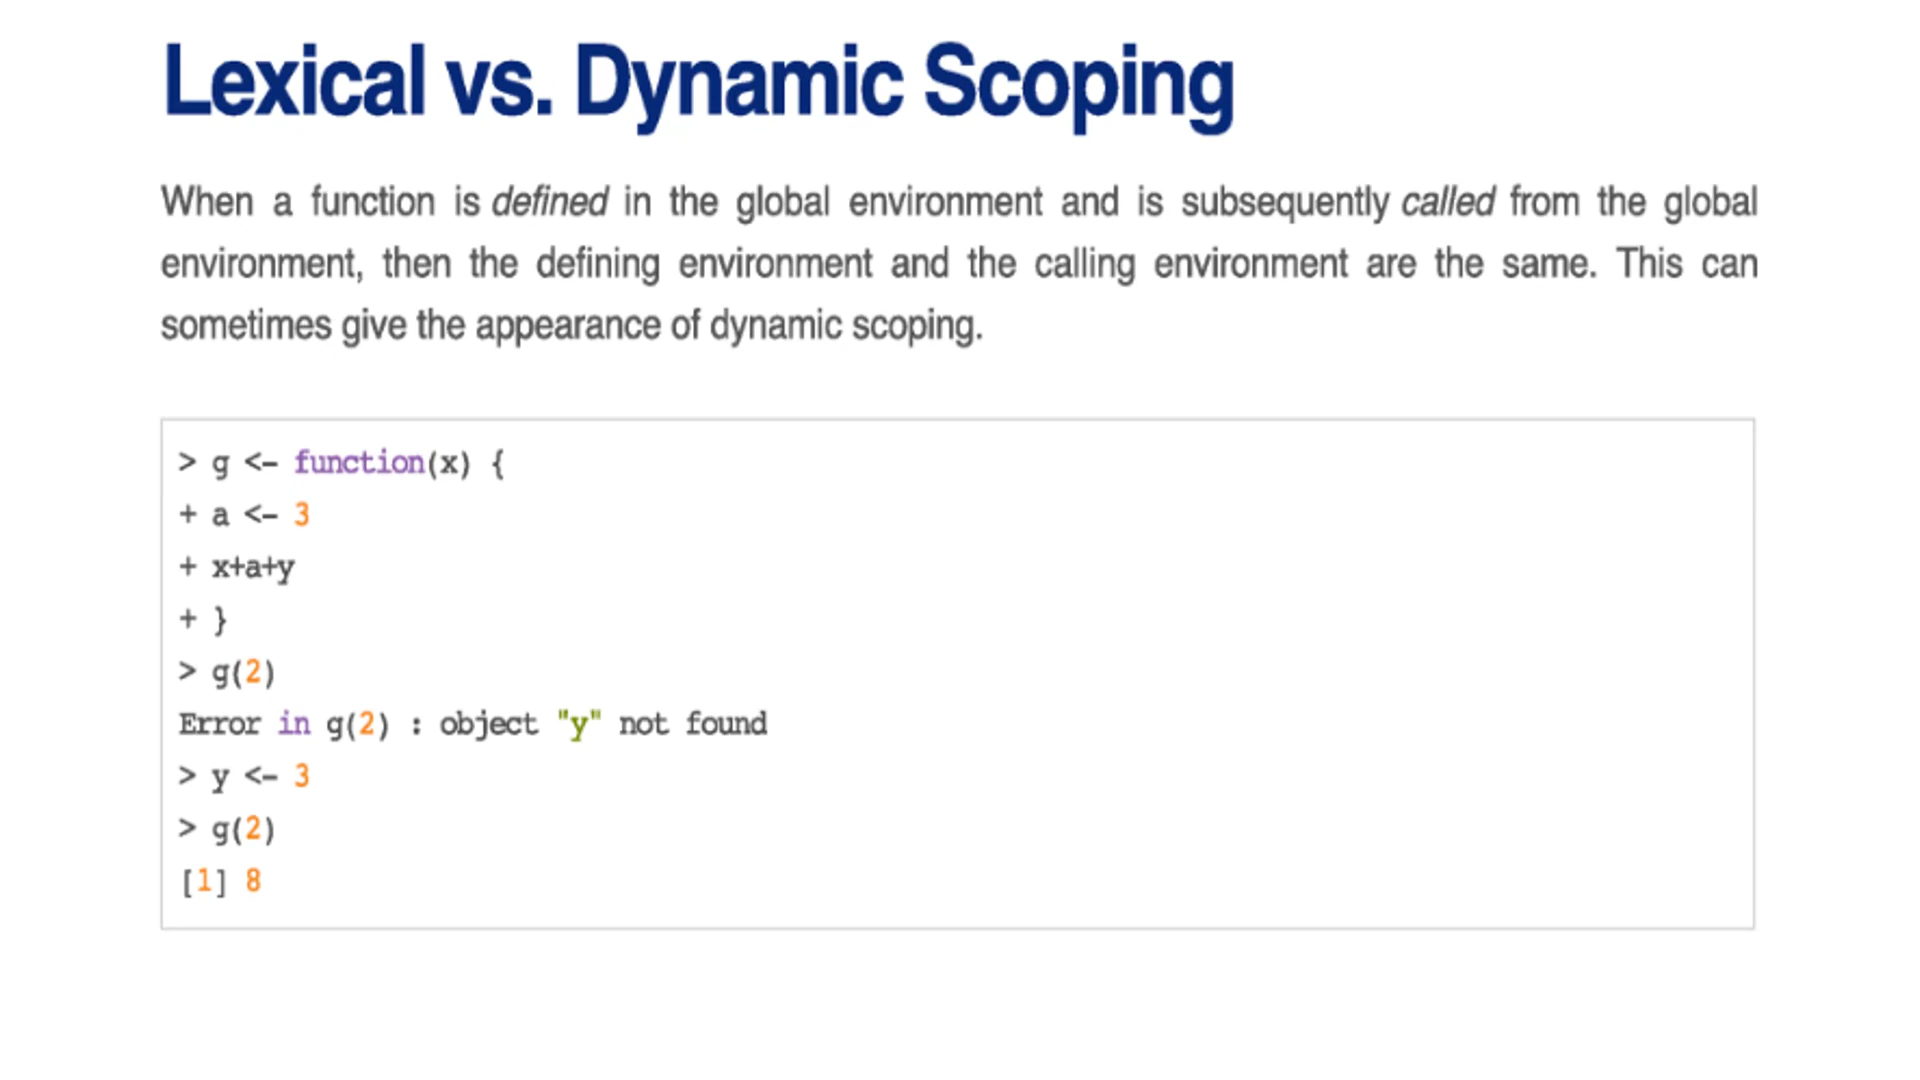 Lexical vs. Dynamic Scoping
When a function is defined in the global environment and is subsequently called from the global
environment, then the defining environment and the calling environment are the same. This can
sometimes give the appearance of dynamic scoping.
> g <- function(x) {
+ a <- 3
+ x+a+y
+ }
> g(2)
Error in g(2) : object "y" not found
> y <- 3
> g(2)
[1] 8